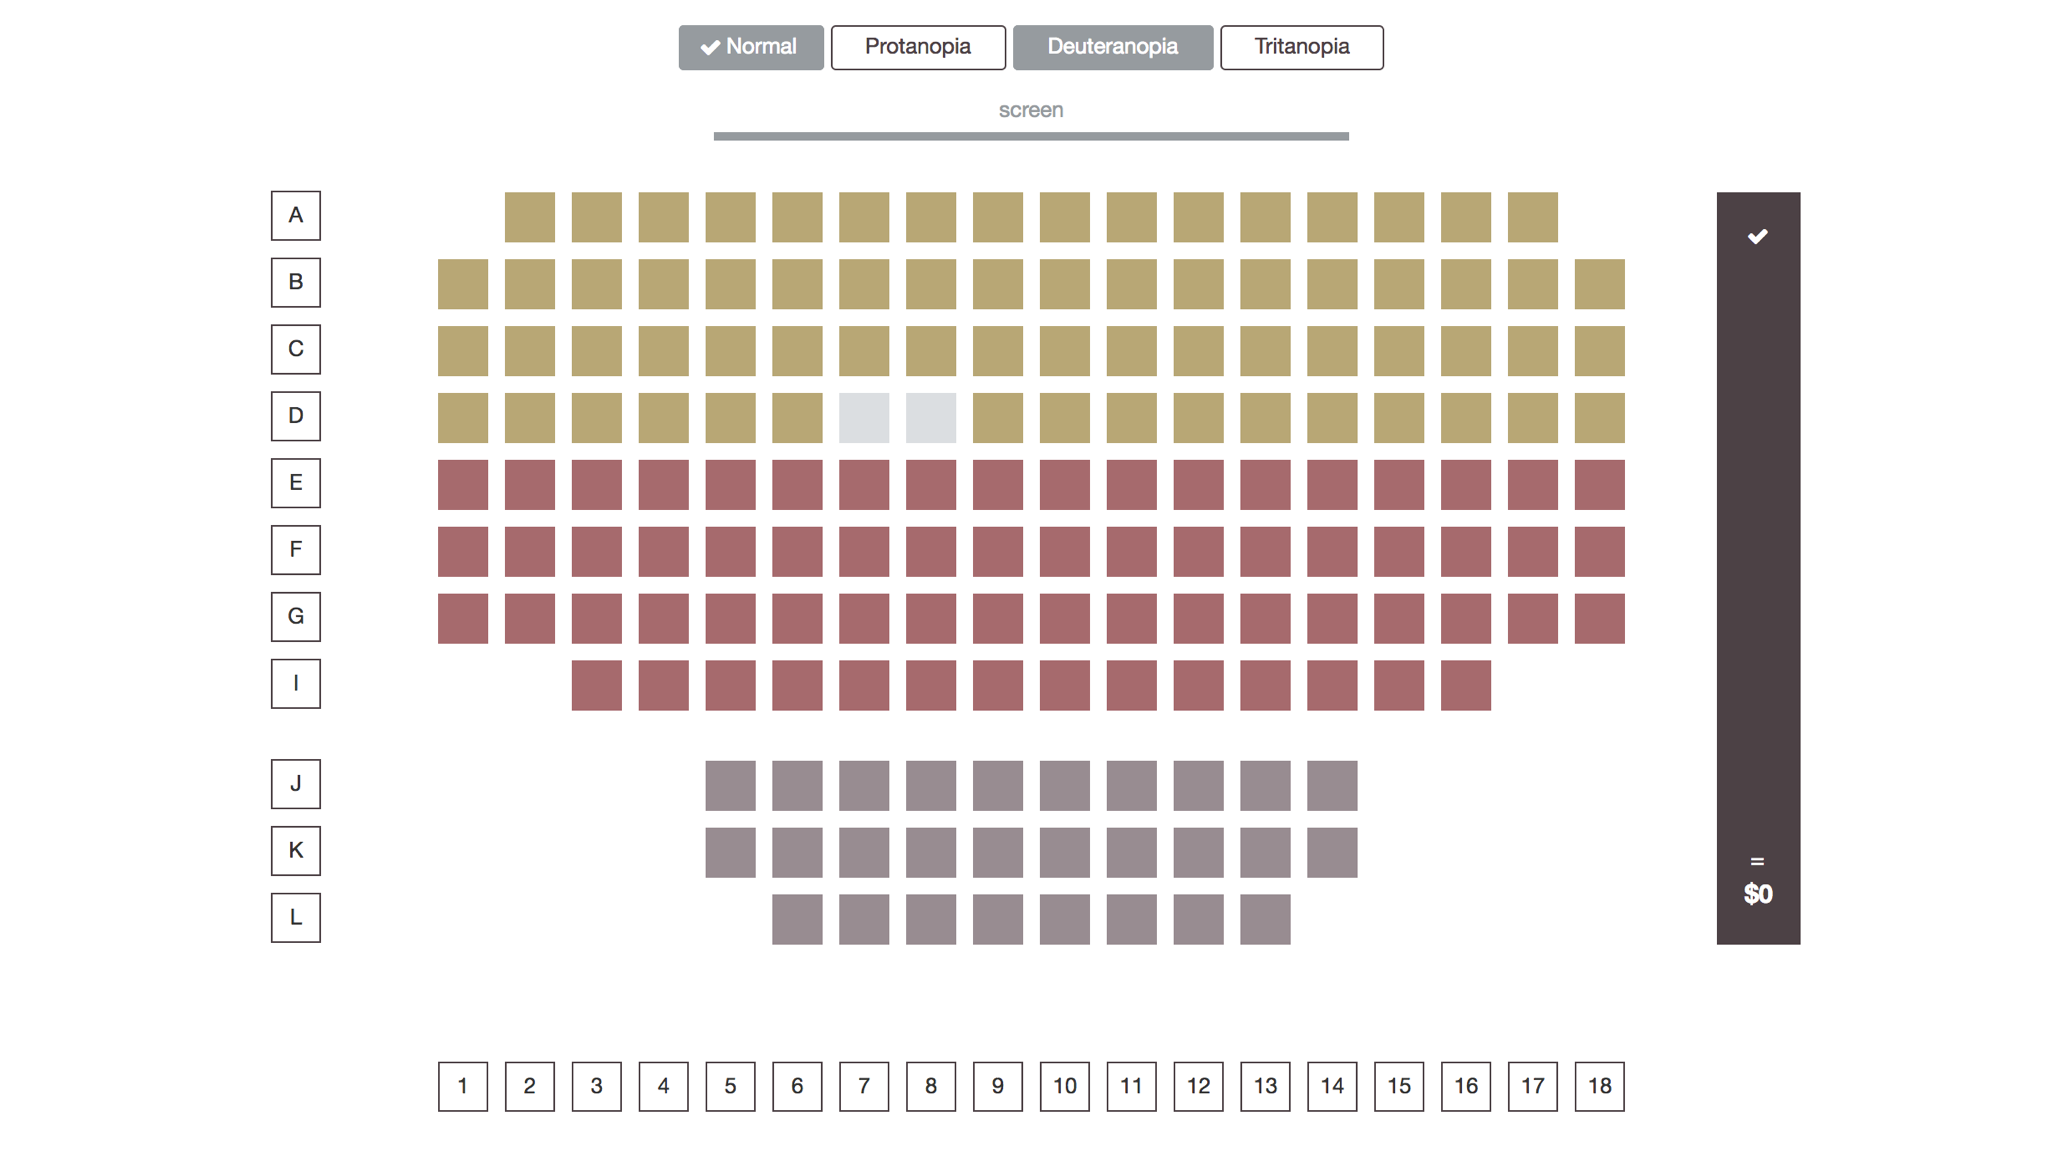 Normal Protanopia Deuteranopia Tritanopia
screen
A
B
C
D
E
F
G
I
J
K
L
=
$0
1 2 3 4 5 6 7 8 9 10 11 12 13 14 15 16 17 18